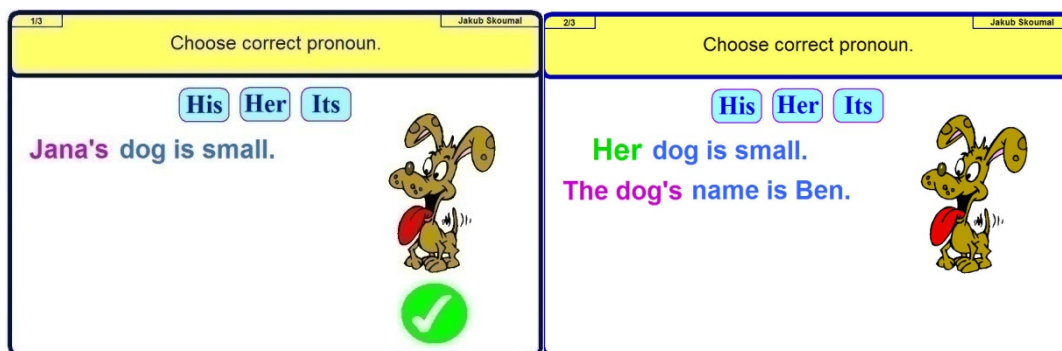 1/3
Jakub Skoumal
Choose correct pronoun.
His Her Its
Jana's dog is small.
2/3
Jakub Skoumal
Choose correct pronoun.
His Her Its
Her dog is small.
The dog's name is Ben.